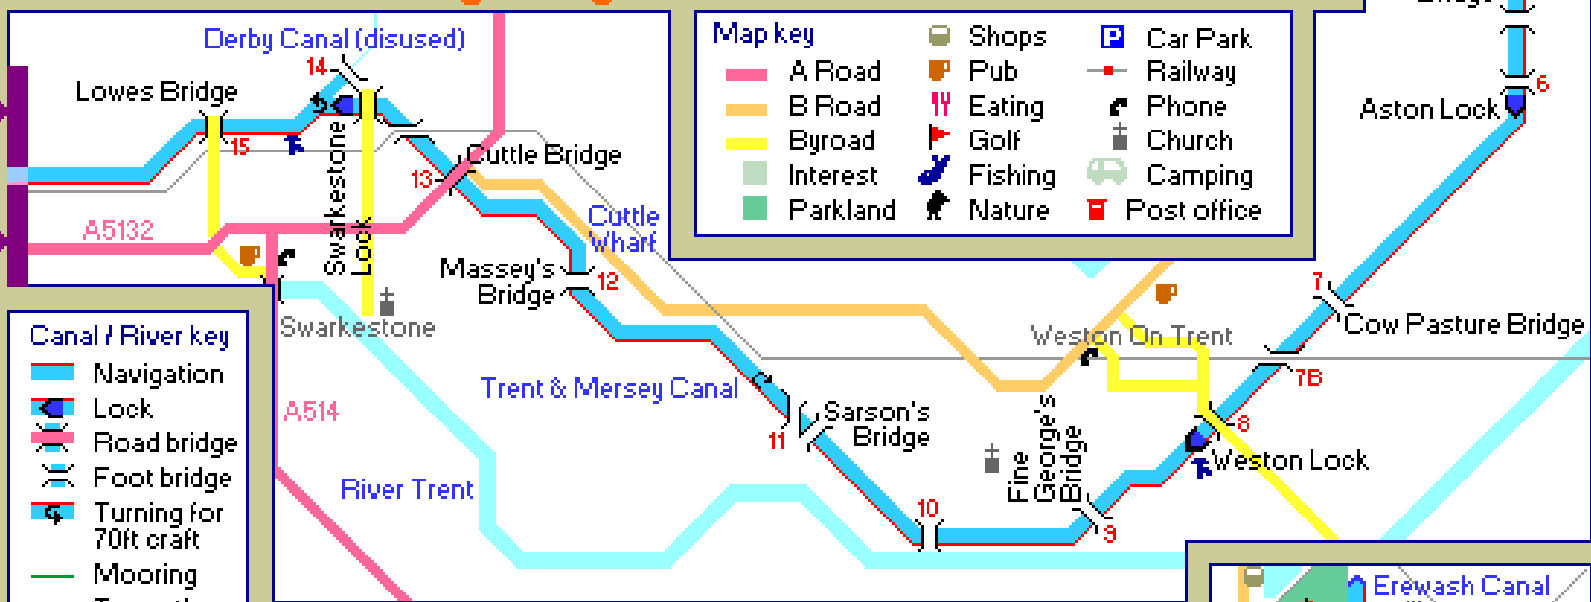 Derby Canal (disused)
14
Lowes Bridge
15
Swarkestone
Lock
Cuttle Bridge
13
A5132
Cuttle
Wharf
Massey's
Bridge
12
Swarkestone
Map key
A Road
B Road
Byroad
Interest
Parkland
Shops
Pub
Eating
Golf
Fishing
Nature
Car Park
Railway
Phone
Church
Camping
Post office
6
Aston Lock
7
Cow Pasture Bridge
Weston On Trent
7B
8
Weston Lock
Trent & Mersey Canal
11
Sarson's
Bridge
Fine
George's
Bridge
10
9
A514
River Trent
Canal / River key
Navigation
Lock
Road bridge
Foot bridge
Turning for
70ft craft
Mooring
Erewash Canal